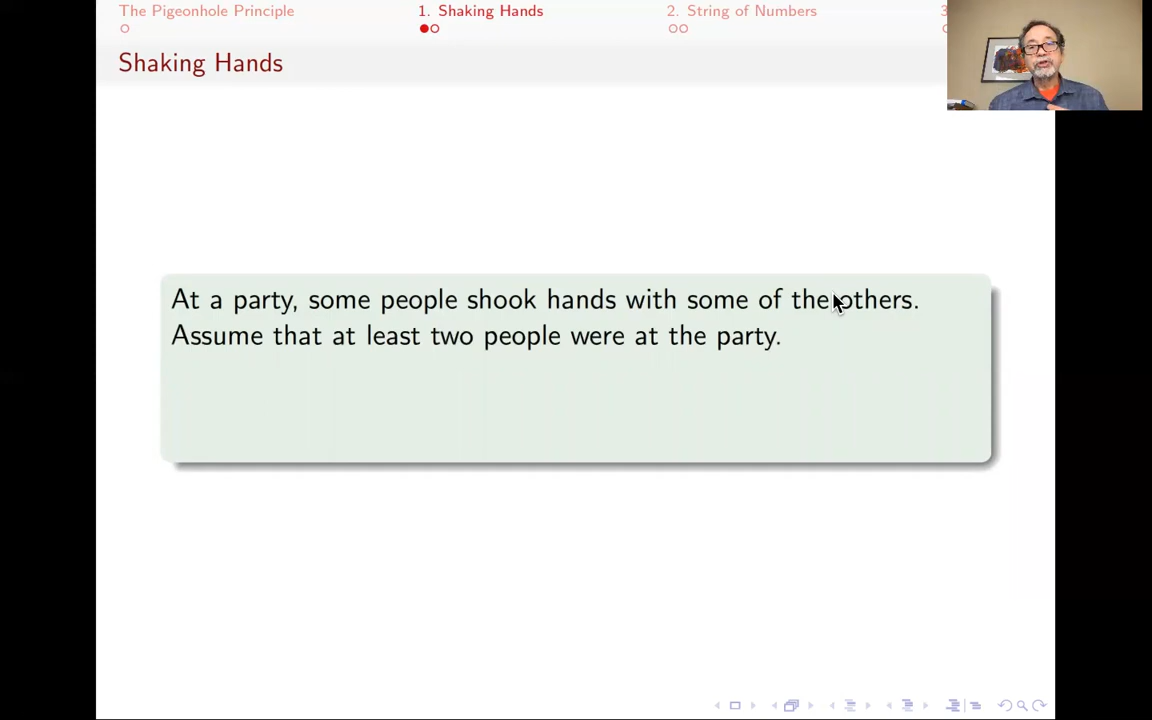 The Pigeonhole Principle
1. Shaking Hands
2. String of Numbers
3
Shaking Hands
At a party, some people shook hands with some of the others.
Assume that at least two people were at the party.